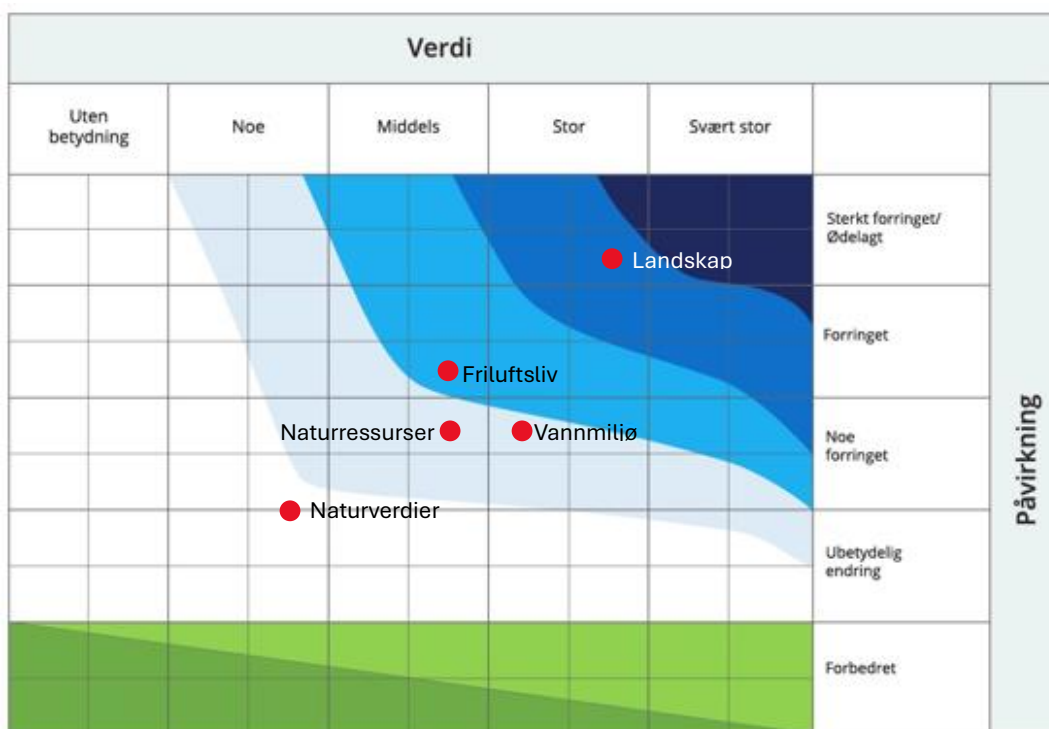 Verdi
Uten
betydning
Noe
Middels
Stor
Svært stor
Sterkt forringet/
Ødelagt
Landskap
Forringet
Friluftsliv
Naturressurser
Vannmiljø
Noe
forringet
Påvirkning
Naturverdier
Ubetydelig
endring
Forbedret